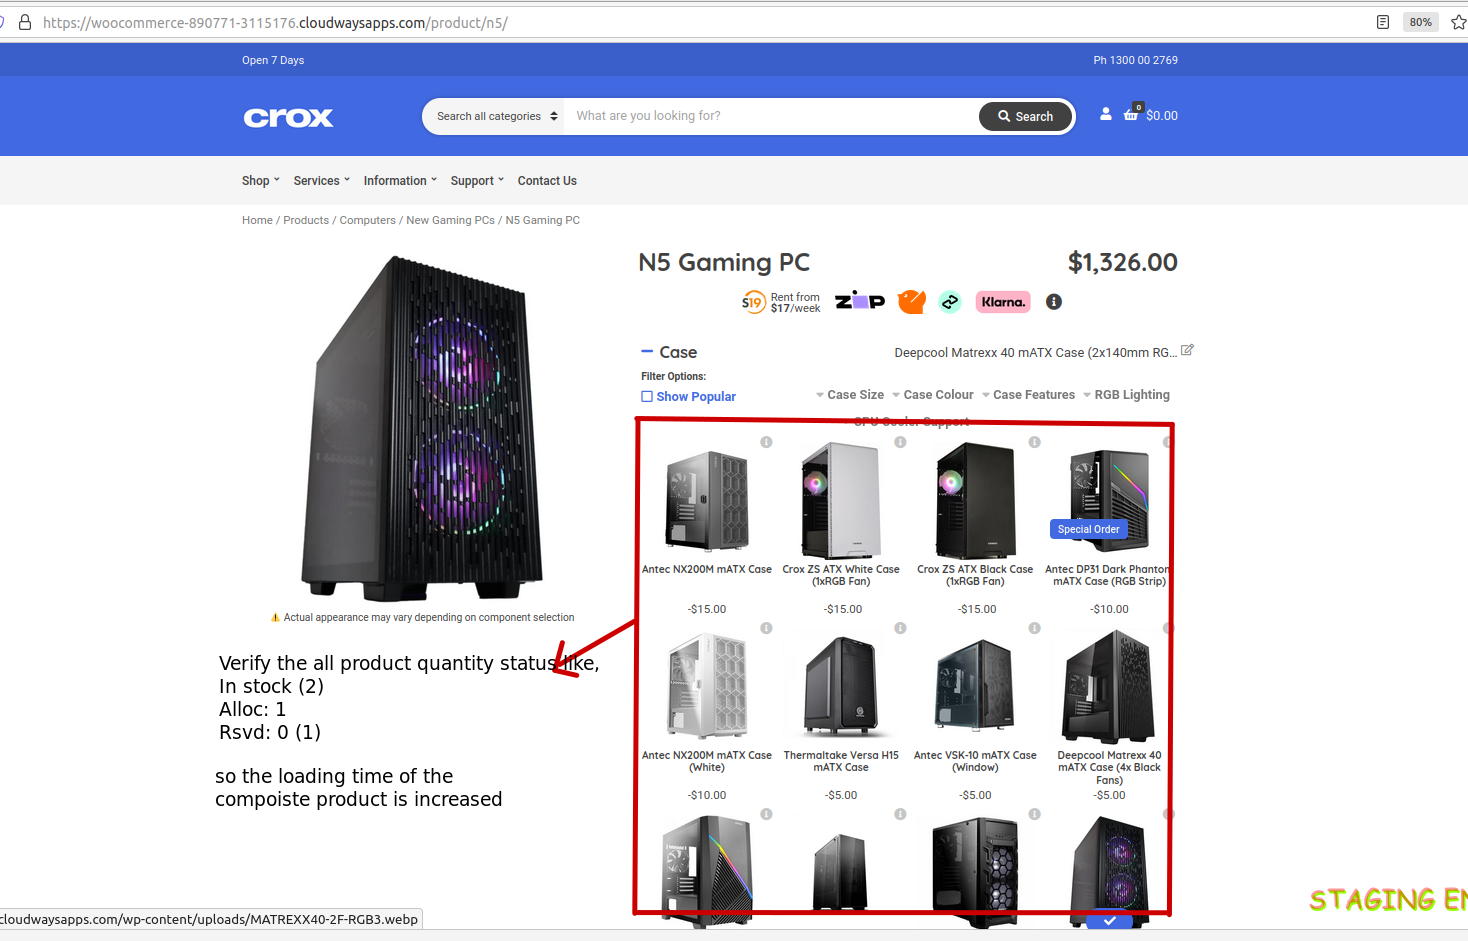 https://woocommerce-890771-3115176.cloudwaysapps.com/product/n5/
80%
Open 7 Days
Ph 1300 00 2769
crox
Search all categories
What are you looking for?
Search
0
$0.00
Shop
Services
Information
Support
Contact Us
Home / Products / Computers / New Gaming PCs / N5 Gaming PC
N5 Gaming PC
$1,326.00
S19
Rent from
$17/week
zip
Klarna.
Case
Deepcool Matrexx 40 mATX Case (2x140mm RG...
Filter Options:
Show Popular
Case Size
Case Colour
Case Features
RGB Lighting
CPU Cooler Support
Special Order
Antec NX200M mATX Case
Crox ZS ATX White Case
(1xRGB Fan)
Crox ZS ATX Black Case
(1xRGB Fan)
Antec DP31 Dark Phantom
mATX Case (RGB Strip)
-$15.00
-$15.00
-$15.00
-$10.00
⚠ Actual appearance may vary depending on component selection
Verify the all product quantity status like,
In stock (2)
Alloc: 1
Rsvd: 0 (1)
so the loading time of the
compoiste product is increased
Antec NX200M mATX Case
(White)
Thermaltake Versa H15
mATX Case
Antec VSK-10 mATX Case
(Window)
Deepcool Matrexx 40
mATX Case (4x Black
Fans)
-$10.00
-$5.00
-$5.00
-$5.00
STAGING EN
cloudwaysapps.com/wp-content/uploads/MATREXX40-2F-RGB3.webp